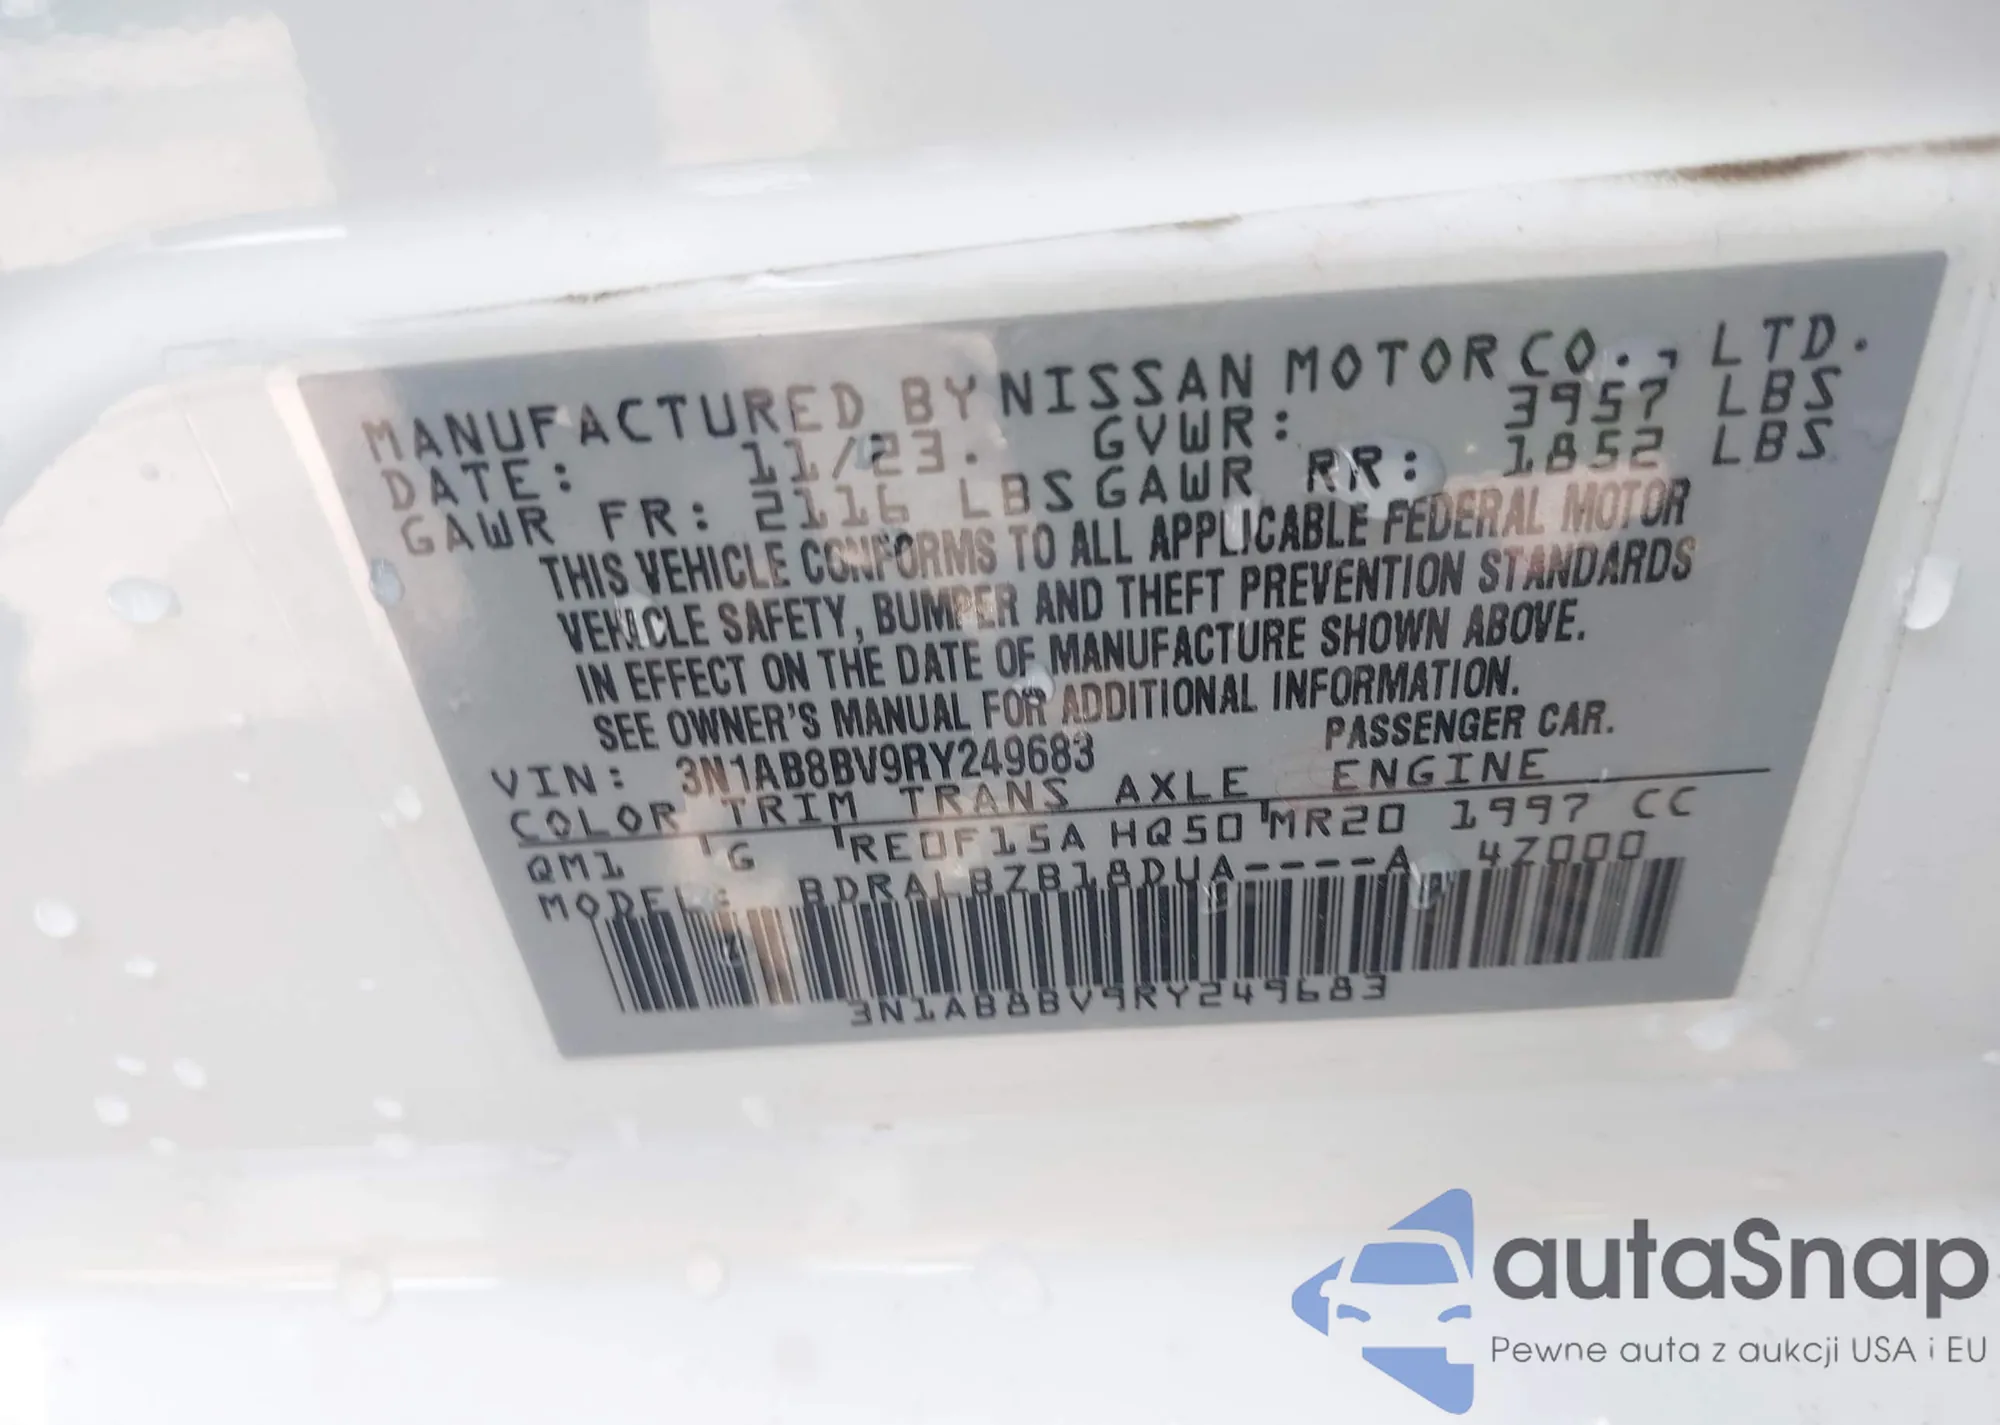 MANUFACTURED BY NISSAN MOTOR CO., LTD.
DATE: 11/23. GVWR: 3957 LBS
GAWR FR: 2116 LBS GAWR RR: 1852 LBS
THIS VEHICLE CONFORMS TO ALL APPLICABLE FEDERAL MOTOR
VEHICLE SAFETY, BUMPER AND THEFT PREVENTION STANDARDS
IN EFFECT ON THE DATE OF MANUFACTURE SHOWN ABOVE.
SEE OWNER'S MANUAL FOR ADDITIONAL INFORMATION.
PASSENGER CAR.
VIN: 3N1AB8BV9RY249683
COLOR TRIM TRANS AXLE ENGINE
QM1 G RE0F15A HQ50 MR20 1997 CC
MODEL: BDRALBZB18DUA----A 4Z000
3N1AB8BV9RY249683
autaSnap
Pewne auta z aukcji USA i EU